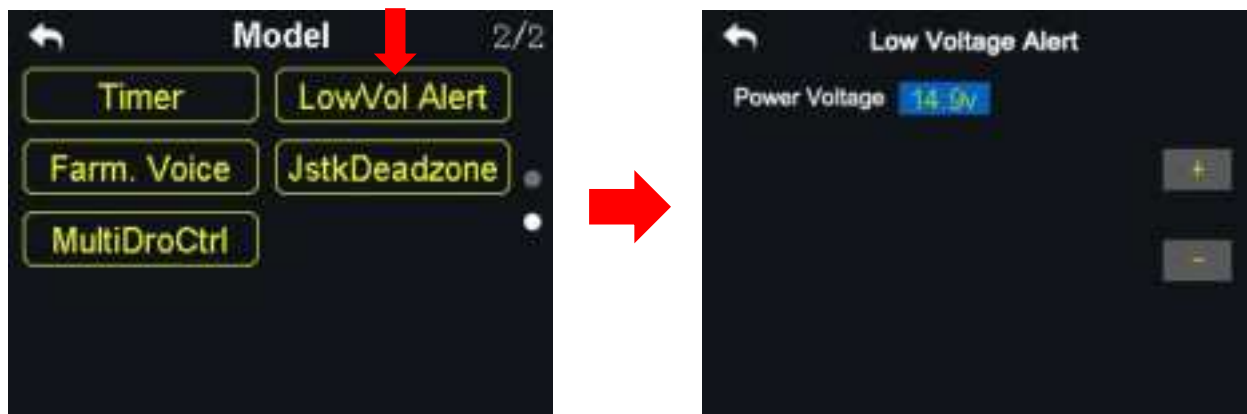 Model 2/2
Timer LowVol Alert
Farm. Voice JstkDeadzone
MultiDroCtrl
Low Voltage Alert
Power Voltage 14.9v
+
-